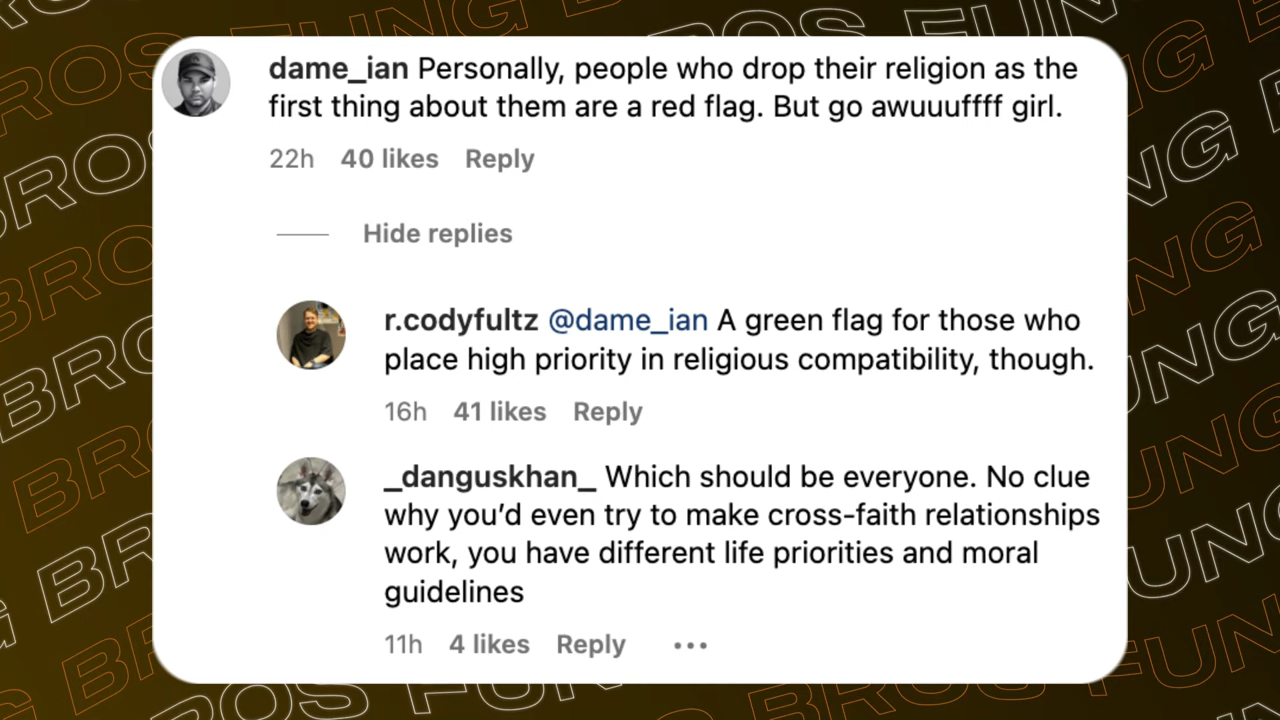 dame_ian Personally, people who drop their religion as the
first thing about them are a red flag. But go awuuuffff girl.
22h 40 likes Reply
Hide replies
r.codyfultz @dame_ian A green flag for those who
place high priority in religious compatibility, though.
16h 41 likes Reply
_danguskhan_ Which should be everyone. No clue
why you’d even try to make cross-faith relationships
work, you have different life priorities and moral
guidelines
11h 4 likes Reply •••
BROS FUNG